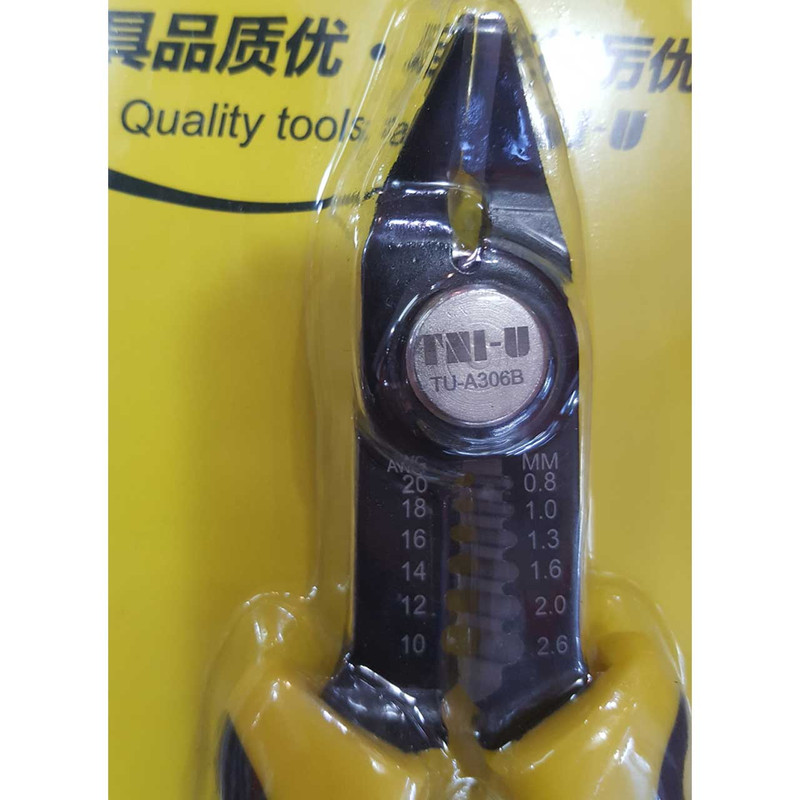 具品质优·
厉优
Quality tools
-U
TNI-U
TU-A306B
AWG MM
20 0.8
18 1.0
16 1.3
14 1.6
12 2.0
10 2.6